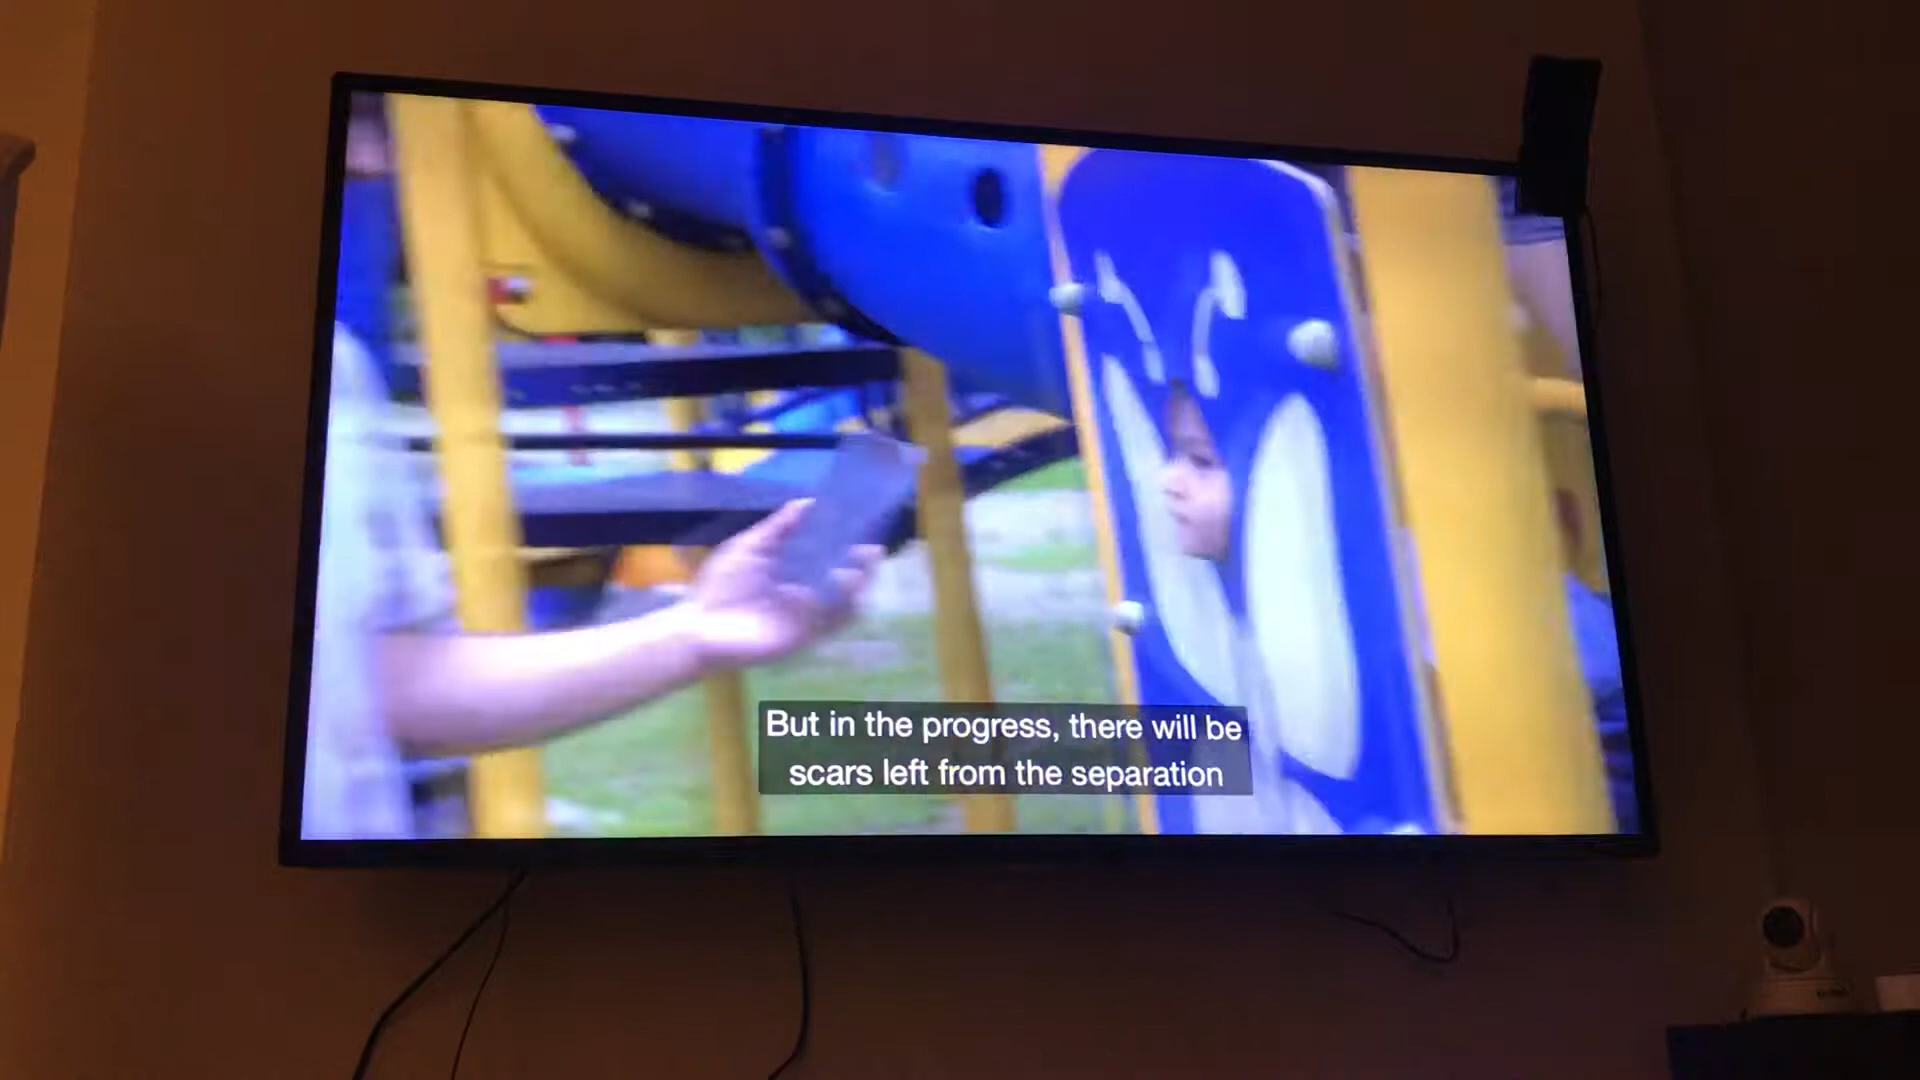 But in the progress, there will be
scars left from the separation